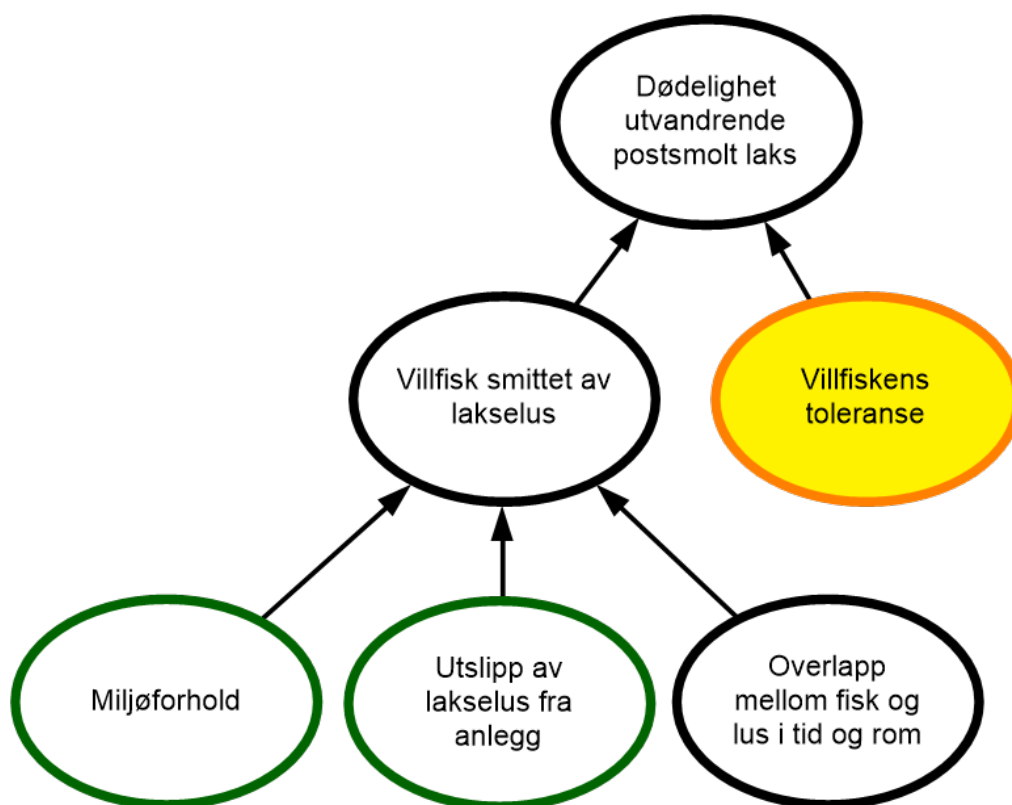 Dødelighet
utvandrende
postsmolt laks
Villfisk smittet av
lakselus
Villfiskens
toleranse
Miljøforhold
Utslipp av
lakselus fra
anlegg
Overlapp
mellom fisk og
lus i tid og rom